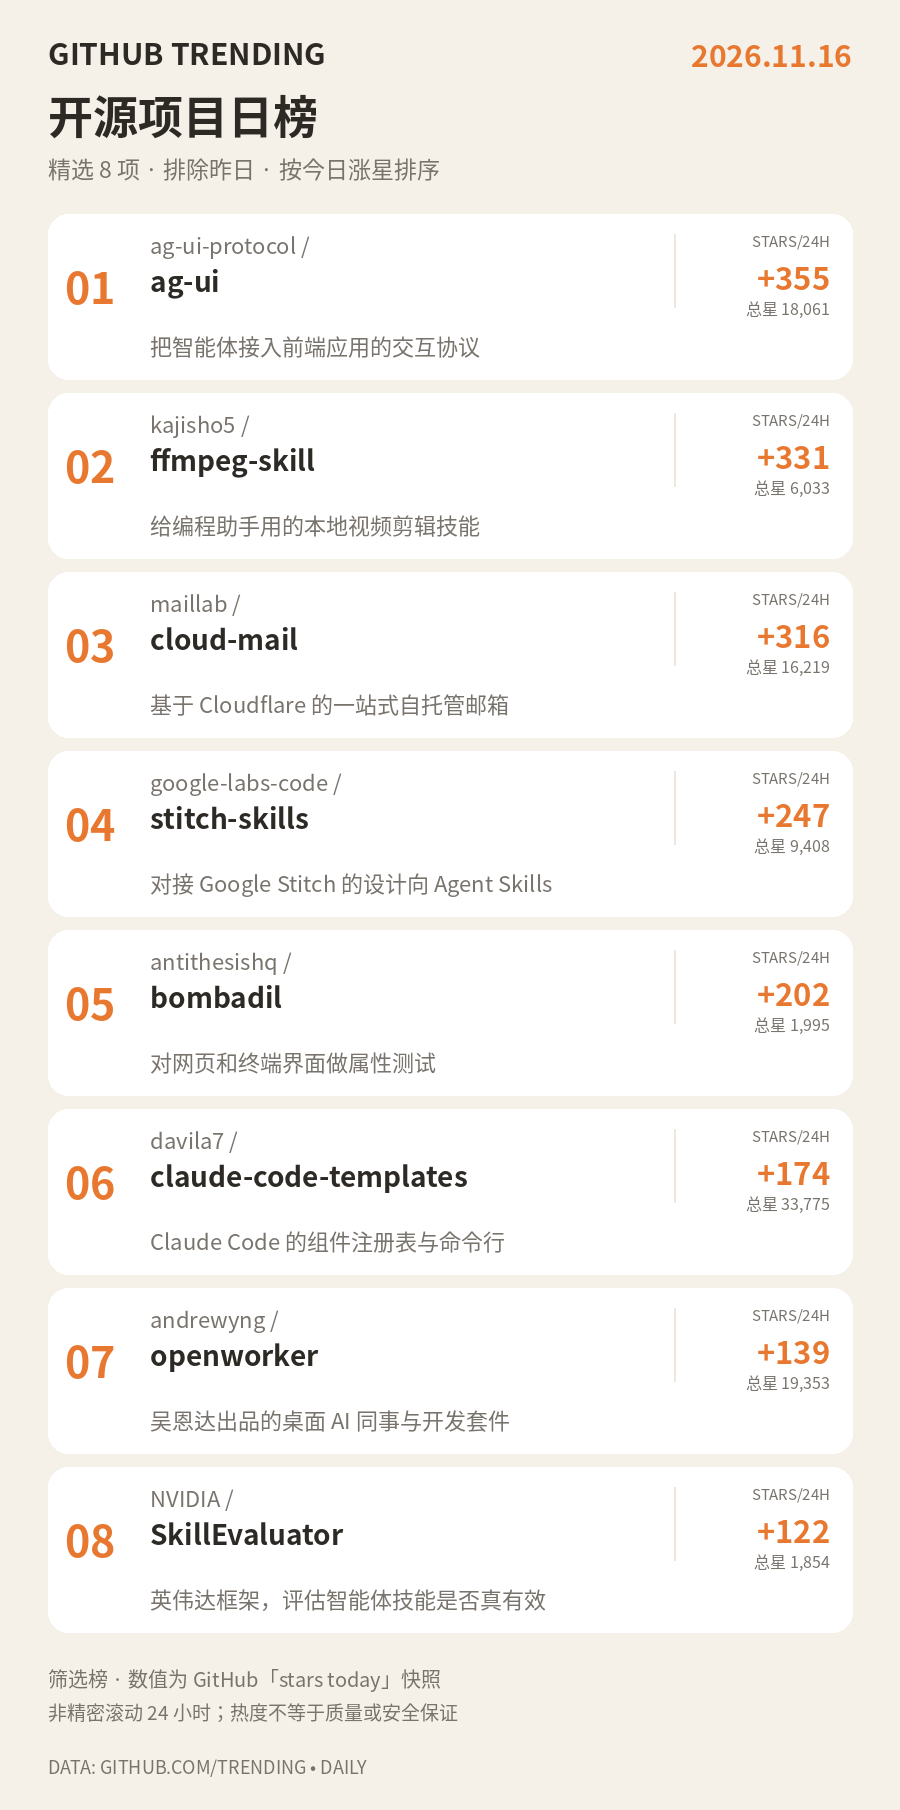 GITHUB TRENDING
2026.11.16
开源项目日榜
精选 8 项 · 排除昨日 · 按今日涨星排序
01
ag-ui-protocol /
ag-ui
把智能体接入前端应用的交互协议
STARS/24H
+355
总星 18,061
02
kajisho5 /
ffmpeg-skill
给编程助手用的本地视频剪辑技能
STARS/24H
+331
总星 6,033
03
maillab /
cloud-mail
基于 Cloudflare 的一站式自托管邮箱
STARS/24H
+316
总星 16,219
04
google-labs-code /
stitch-skills
对接 Google Stitch 的设计向 Agent Skills
STARS/24H
+247
总星 9,408
05
antithesishq /
bombadil
对网页和终端界面做属性测试
STARS/24H
+202
总星 1,995
06
davila7 /
claude-code-templates
Claude Code 的组件注册表与命令行
STARS/24H
+174
总星 33,775
07
andrewyng /
openworker
吴恩达出品的桌面 AI 同事与开发套件
STARS/24H
+139
总星 19,353
08
NVIDIA /
SkillEvaluator
英伟达框架，评估智能体技能是否真有效
STARS/24H
+122
总星 1,854
筛选榜 · 数值为 GitHub「stars today」快照
非精密滚动 24 小时；热度不等于质量或安全保证
DATA: GITHUB.COM/TRENDING • DAILY